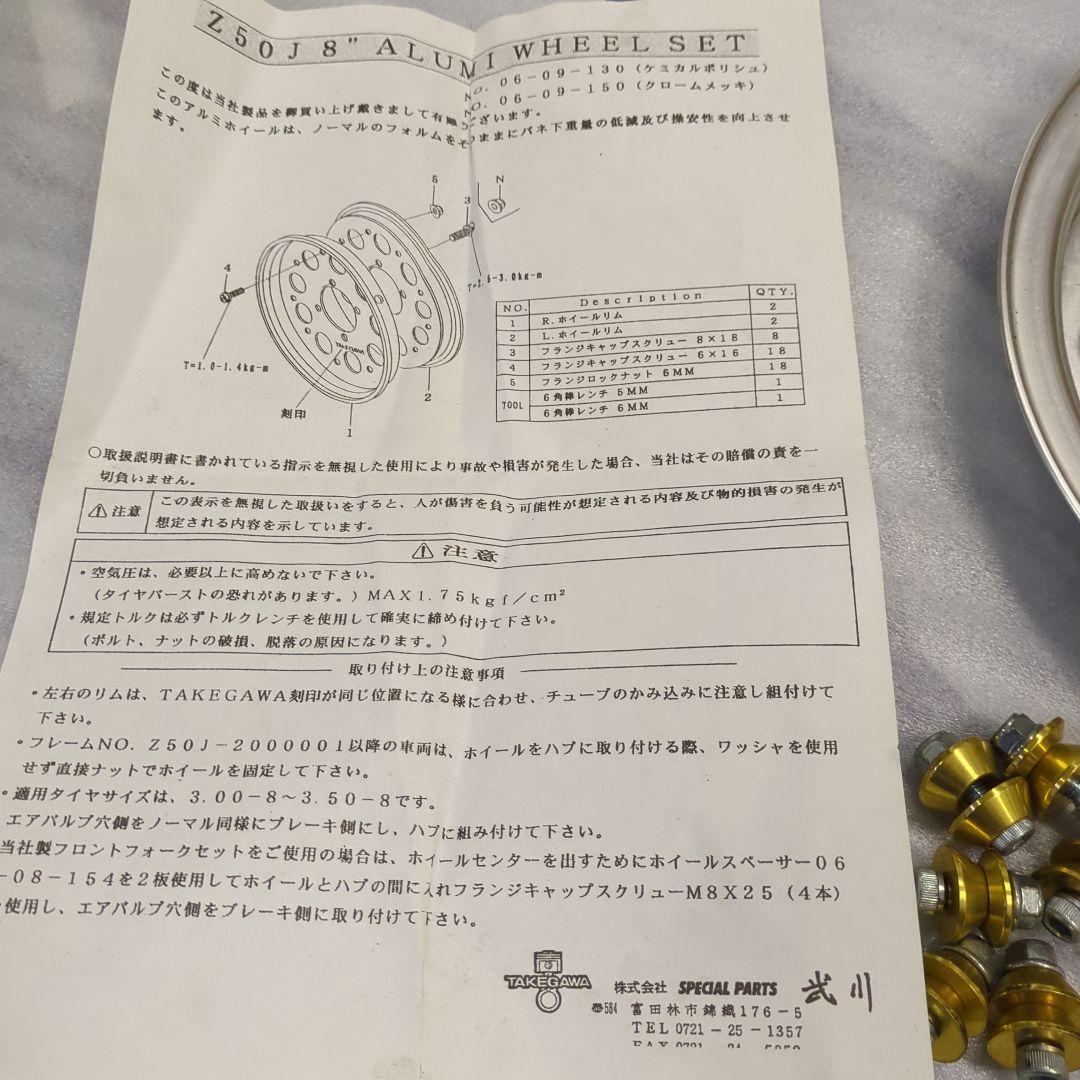 Z50J 8" ALUMI WHEEL SET
NO. 06-09-130 (ケミカルポリシュ)
NO. 06-09-150 (クロームメッキ)
この度は当社製品を御買い上げ戴きまして有難うございます。
このアルミホイールは、ノーマルのフォルムをそのままにバネ下重量の低減及び操安性を向上させ
ます。
5
N
3
4
T=2.5-3.0kg-m
T=1.0-1.4kg-m
TAKEGAWA
刻印
1
2
NO. Description QTY.
1 R.ホイールリム 2
2 L.ホイールリム 2
3 フランジキャップスクリュー 8×18 8
4 フランジキャップスクリュー 6×16 18
5 フランジロックナット 6MM 18
TOOL 6角棒レンチ 5MM 1
6角棒レンチ 6MM 1
○取扱説明書に書かれている指示を無視した使用により事故や損害が発生した場合、当社はその賠償の責を一
切負いません。
⚠注意 この表示を無視した取扱いをすると、人が傷害を負う可能性が想定される内容及び物的損害の発生が
想定される内容を示しています。
⚠注意
・空気圧は、必要以上に高めないで下さい。
(タイヤバーストの恐れがあります。)MAX1.75kgf/cm²
・規定トルクは必ずトルクレンチを使用して確実に締め付けて下さい。
(ボルト、ナットの破損、脱落の原因になります。)
取り付け上の注意事項
・左右のリムは、TAKEGAWA刻印が同じ位置になる様に合わせ、チューブのかみ込みに注意し組付けて
下さい。
・フレームNO. Z50J-2000001以降の車両は、ホイールをハブに取り付ける際、ワッシャを使用
せず直接ナットでホイールを固定して下さい。
・適用タイヤサイズは、3.00-8~3.50-8です。
エアバルブ穴側をノーマル同様にブレーキ側にし、ハブに組み付けて下さい。
当社製フロントフォークセットをご使用の場合は、ホイールセンターを出すためにホイールスペーサー06
-08-154を2板使用してホイールとハブの間に入れフランジキャップスクリューM8X25(4本)
使用し、エアバルブ穴側をブレーキ側に取り付けて下さい。
TAKEGAWA 株式会社 SPECIAL PARTS 武川
〠584 富田林市錦織176-5
TEL 0721-25-1357